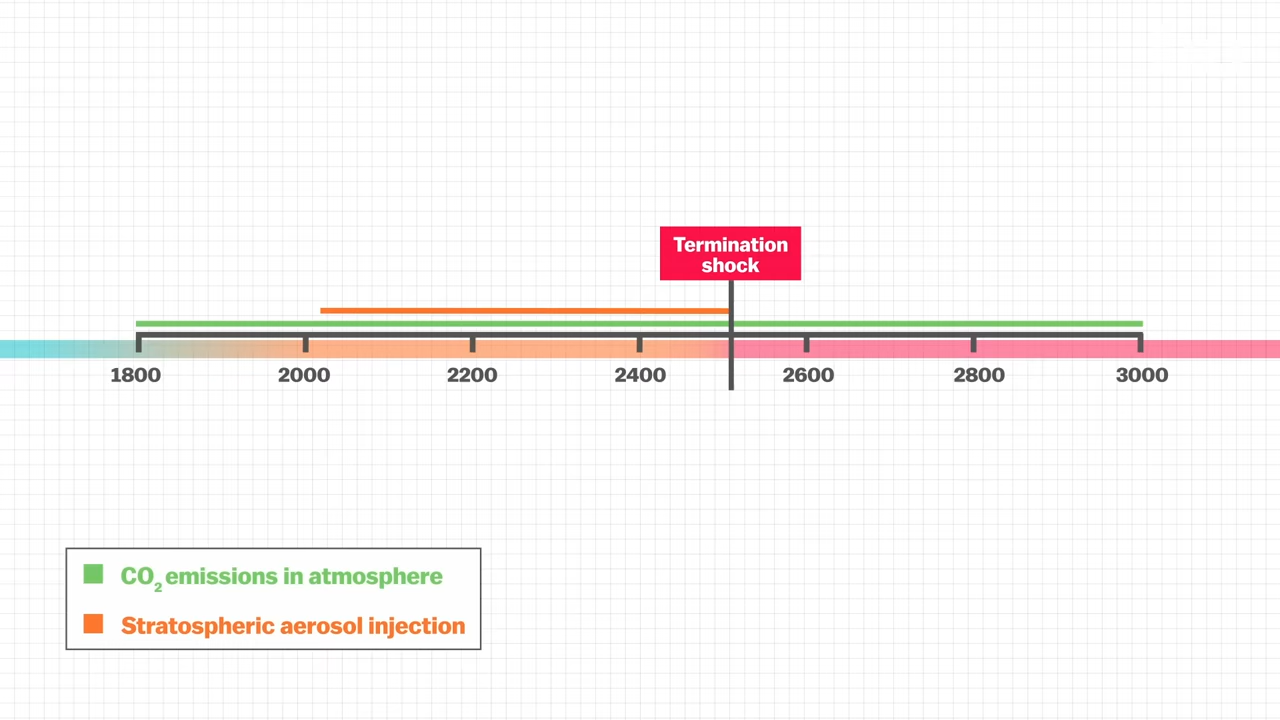 Termination
shock
1800 2000 2200 2400 2600 2800 3000
CO₂ emissions in atmosphere
Stratospheric aerosol injection